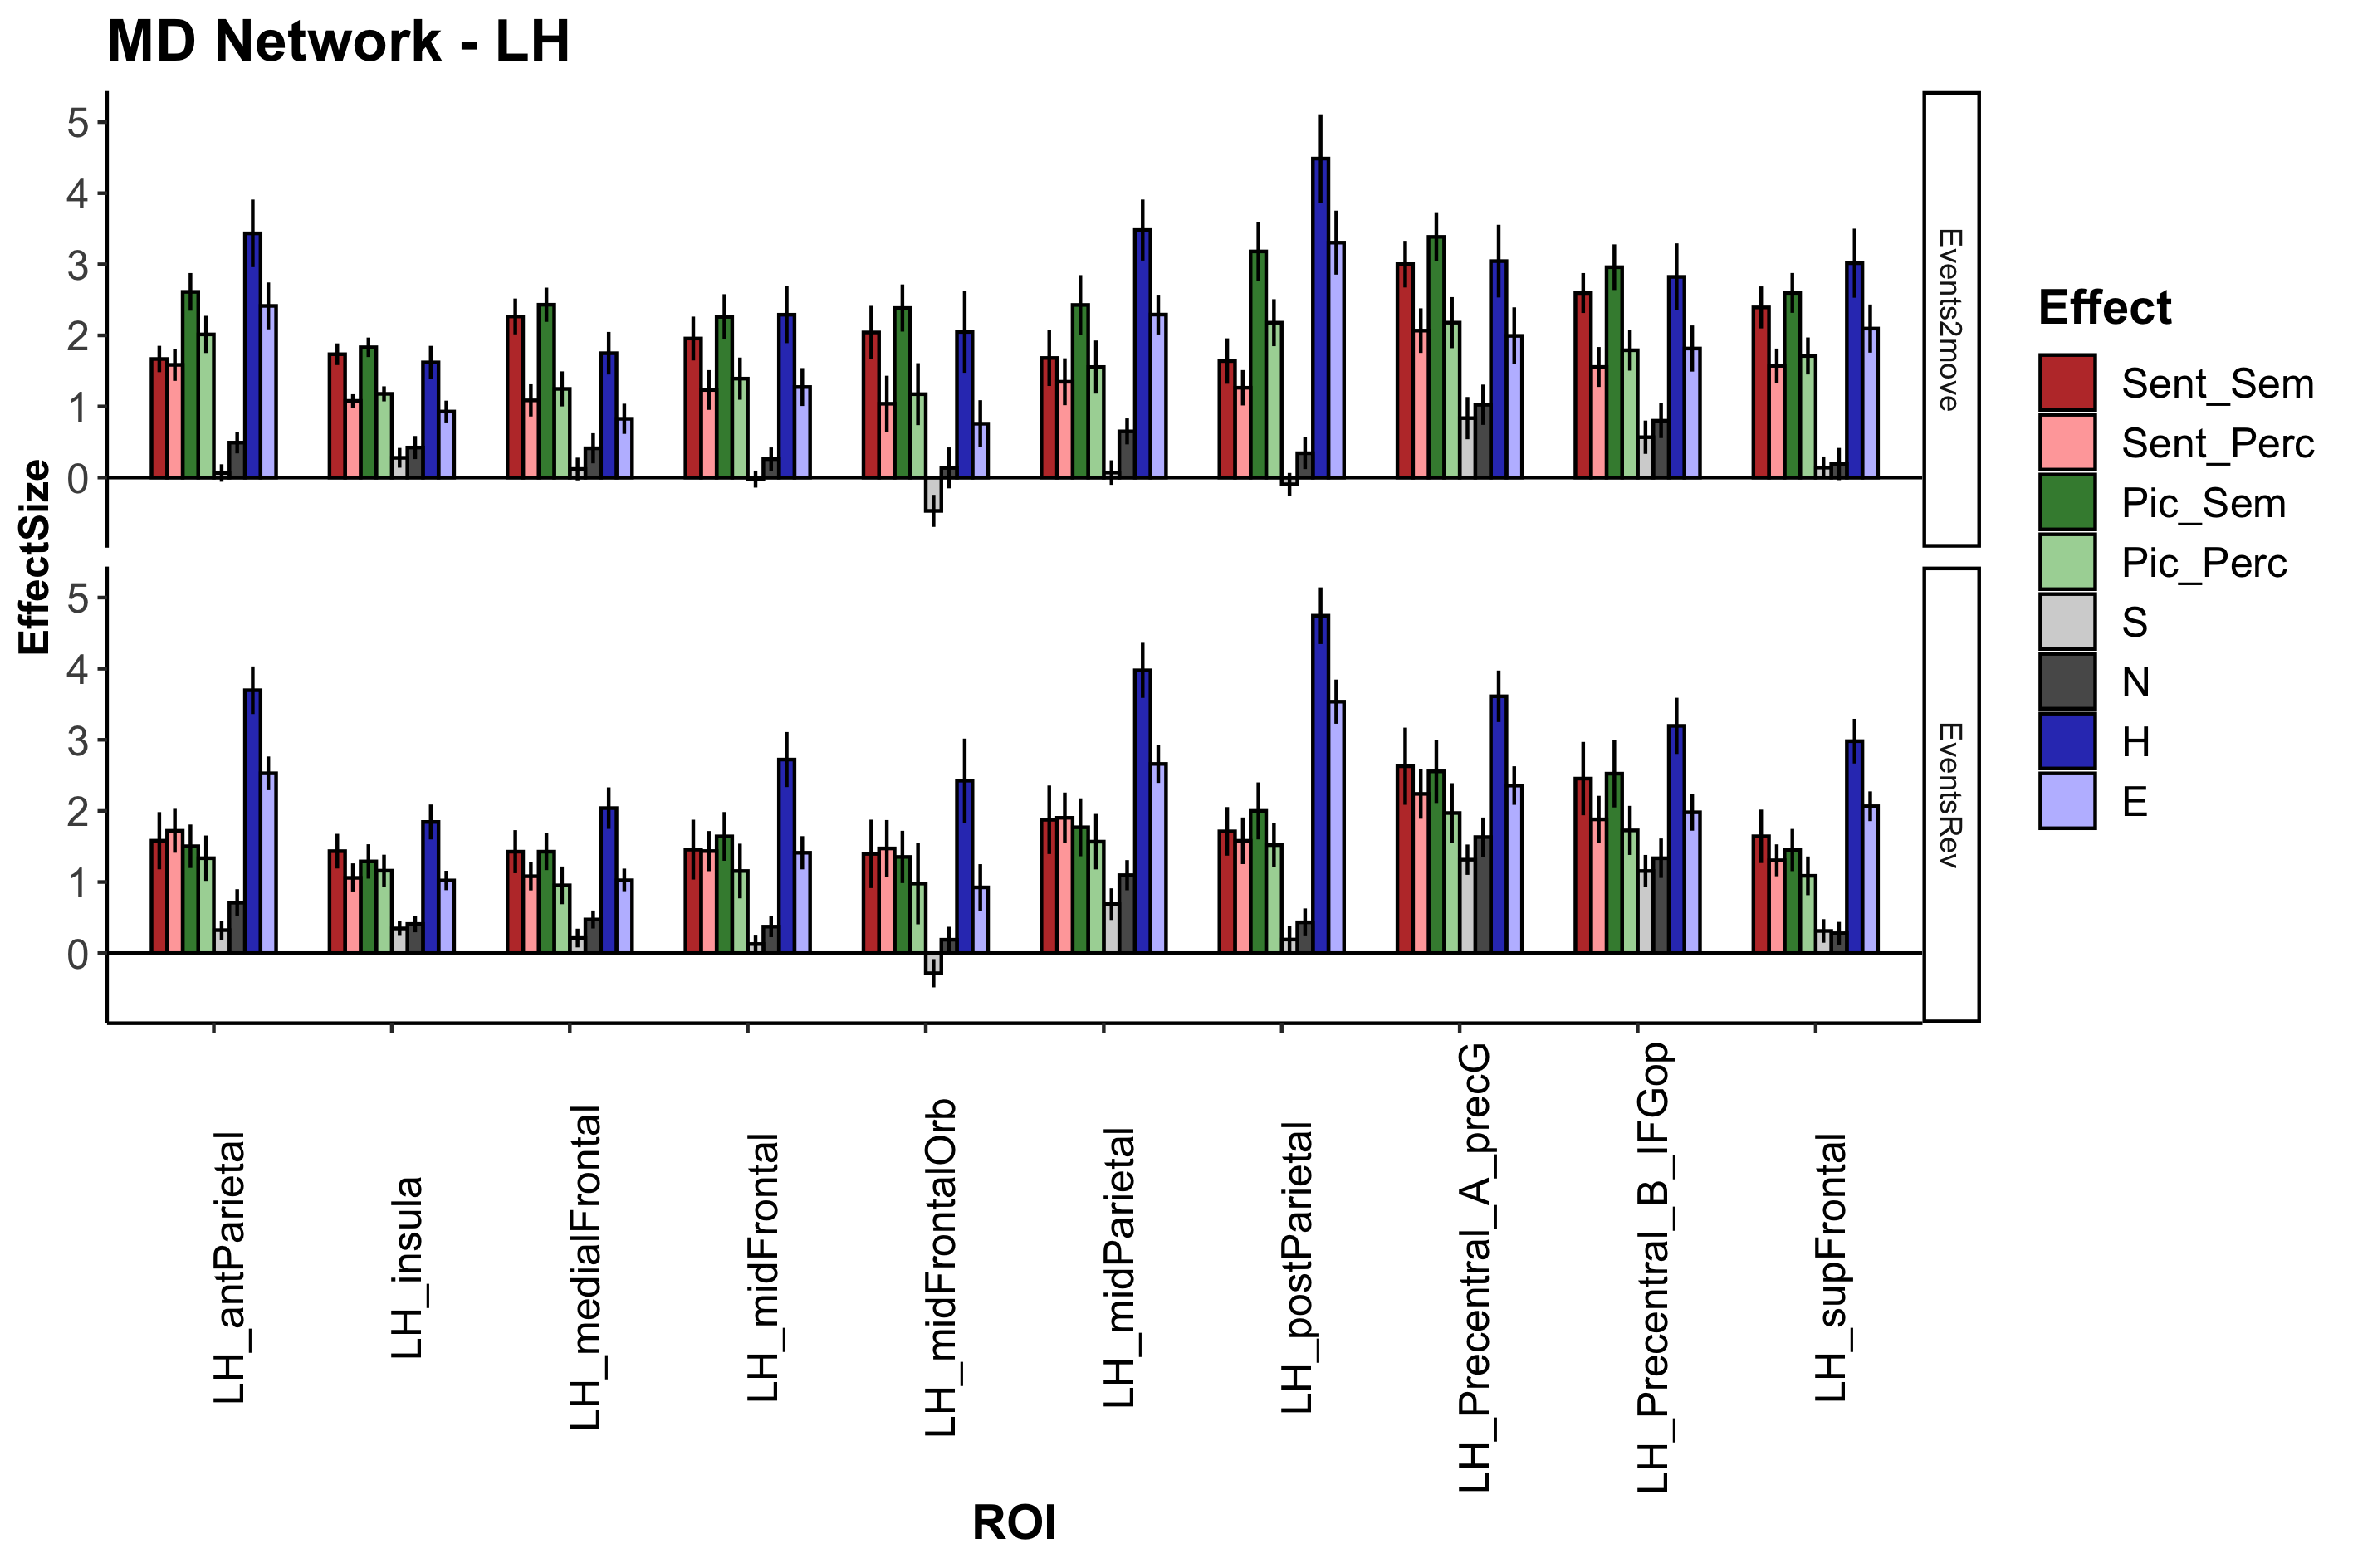 MD Network - LH
EffectSize
5
4
3
2
1
0
Events2move
5
4
3
2
1
0
EventsRev
LH_antParietal
LH_insula
LH_medialFrontal
LH_midFrontal
LH_midFrontalOrb
LH_midParietal
LH_postParietal
LH_Precentral_A_precG
LH_Precentral_B_IFGop
LH_supFrontal
ROI
Effect
Sent_Sem
Sent_Perc
Pic_Sem
Pic_Perc
S
N
H
E